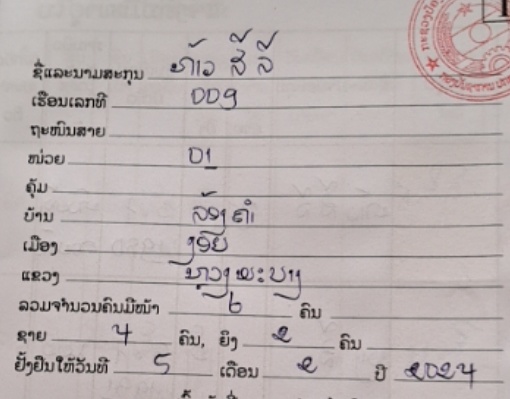 ຊື່ແລະນາມສະກຸນ ທ້າວ ສີ ລີ
ເຮືອນເລກທີ 009
ຖະໜົນສາຍ
ໜ່ວຍ 01
ຄຸ້ມ
ບ້ານ ລ້ອງຄຳ
ເມືອງ ງອຍ
ແຂວງ ຫຼວງພະບາງ
ລວມຈຳນວນຄົນມີໜ້າ 6 ຄົນ
ຊາຍ 4 ຄົນ, ຍິງ 2 ຄົນ
ຢັ້ງຢືນໃຫ້ວັນທີ 5 ເດືອນ 2 ປີ 2024